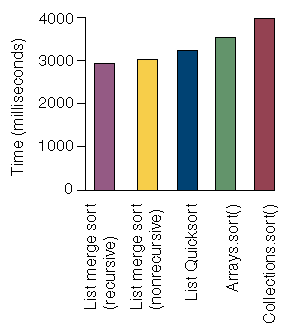 Time (milliseconds)
4000
3000
2000
1000
0
List merge sort
(recursive)
List merge sort
(nonrecursive)
List Quicksort
Arrays.sort()
Collections.sort()